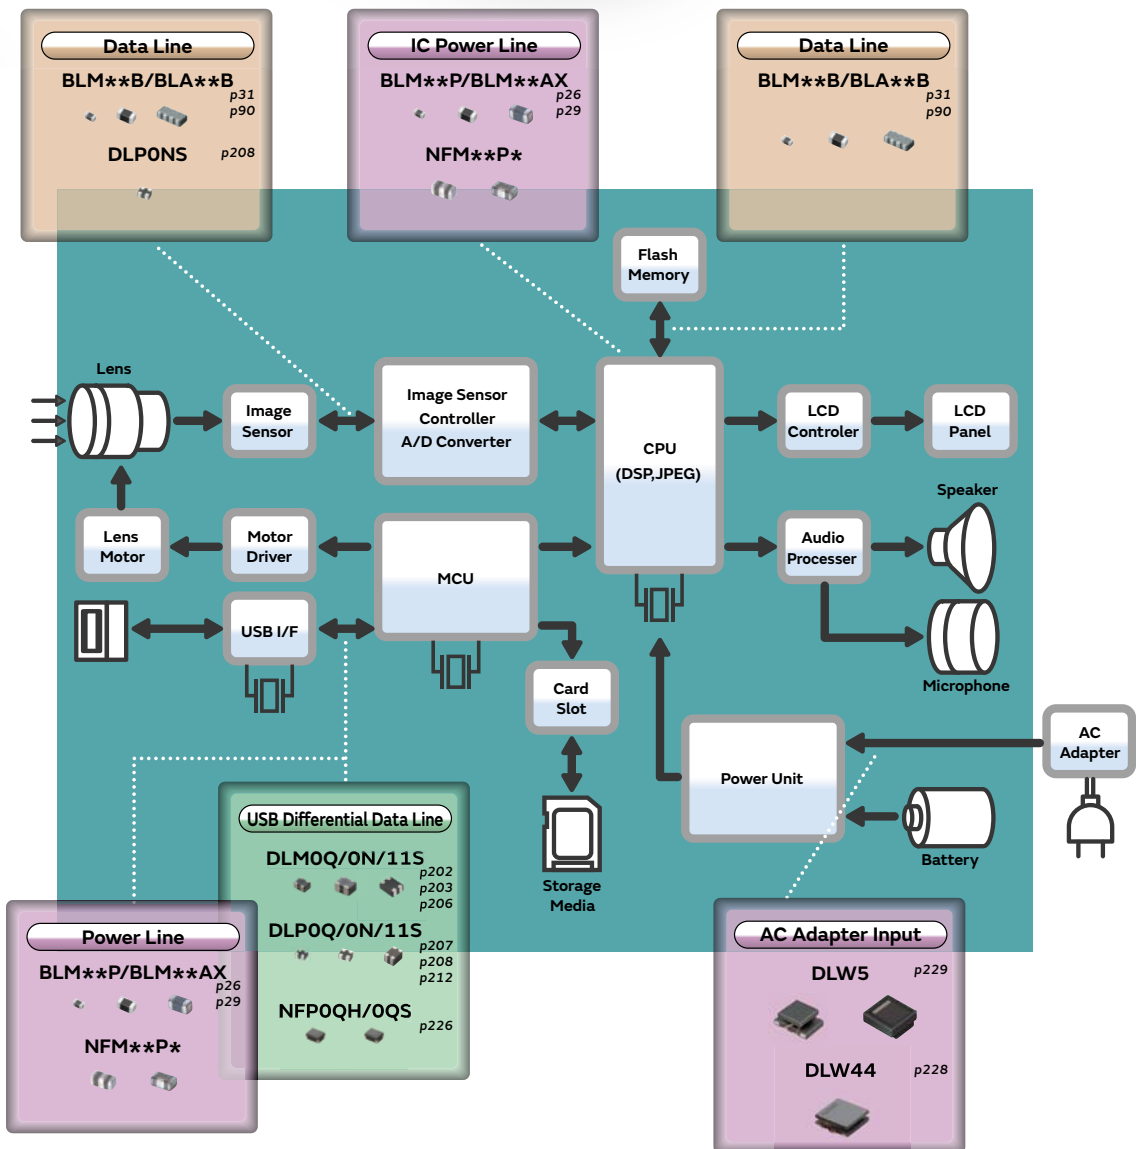 Data Line
BLM**B/BLA**B
p31
p90
DLP0NS
p208
IC Power Line
BLM**P/BLM**AX
p26
p29
NFM**P*
Data Line
BLM**B/BLA**B
p31
p90
Flash
Memory
Lens
Image
Sensor
Image Sensor
Controller
A/D Converter
CPU
(DSP,JPEG)
LCD
Controler
LCD
Panel
Speaker
Lens
Motor
Motor
Driver
MCU
Audio
Processer
USB I/F
Microphone
Card
Slot
AC
Adapter
Power Unit
Battery
Storage
Media
USB Differential Data Line
DLM0Q/0N/11S
p202
p203
p206
DLP0Q/0N/11S
p207
p208
p212
NFP0QH/0QS
p226
Power Line
BLM**P/BLM**AX
p26
p29
NFM**P*
AC Adapter Input
DLW5
p229
DLW44
p228